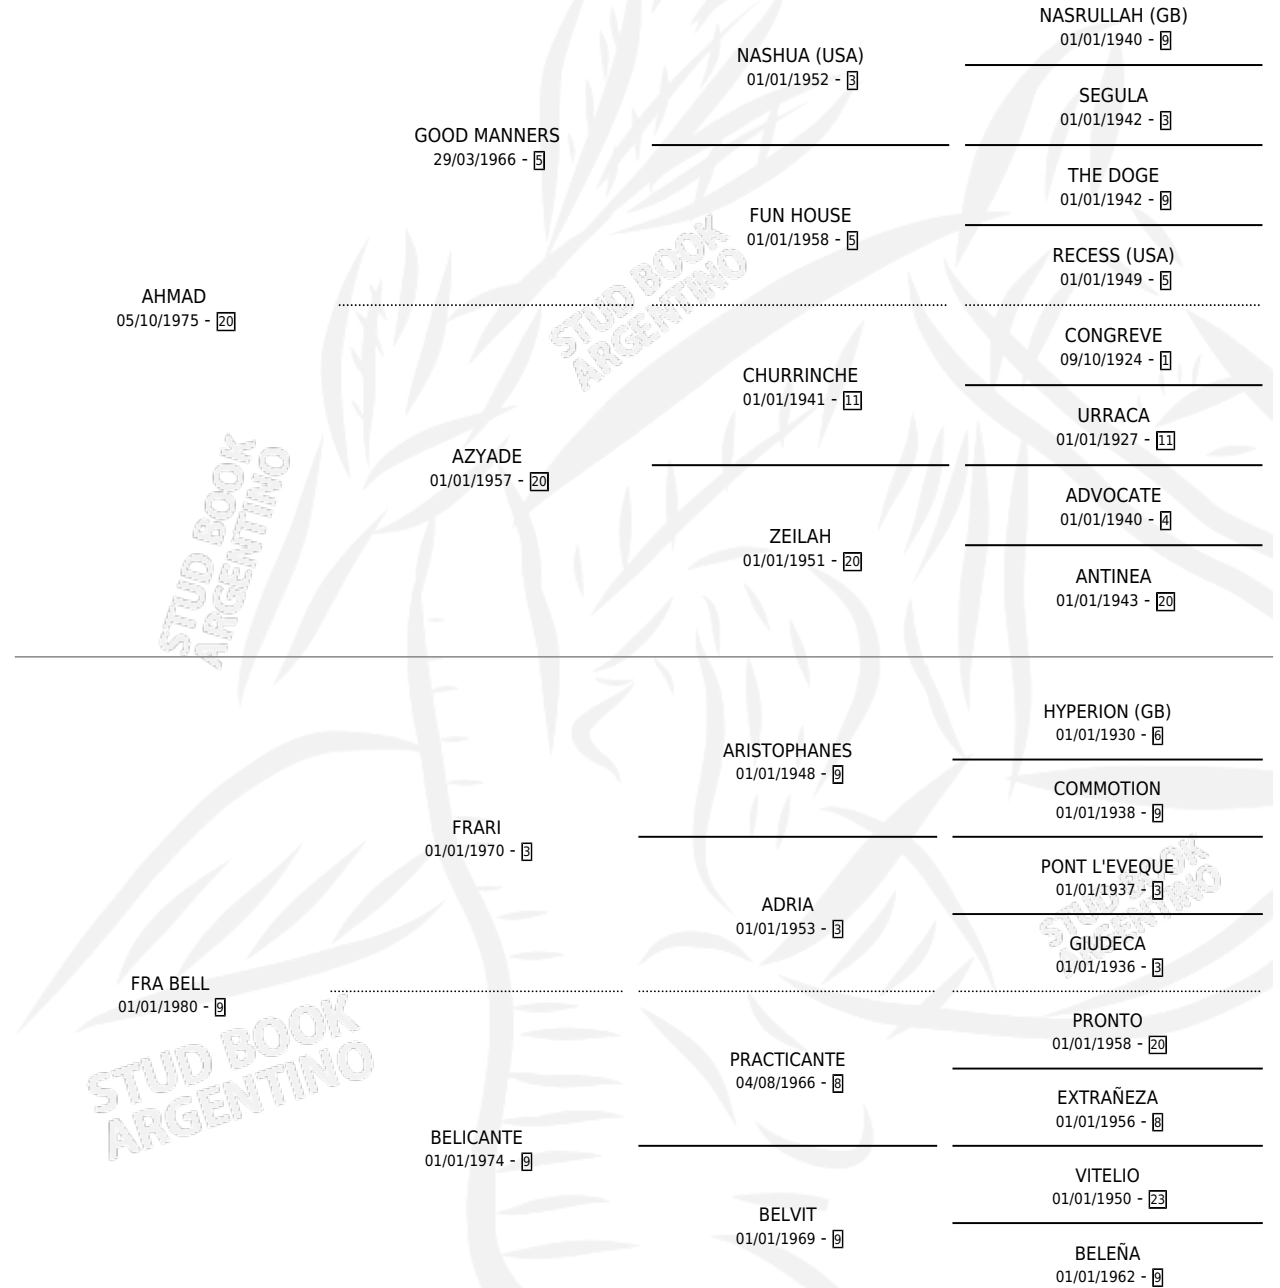 NASRULLAH (GB)
01/01/1940 - 9
NASHUA (USA)
01/01/1952 - 3
SEGULA
01/01/1942 - 3
GOOD MANNERS
29/03/1966 - 5
THE DOGE
01/01/1942 - 9
FUN HOUSE
01/01/1958 - 5
RECESS (USA)
01/01/1949 - 5
AHMAD
05/10/1975 - 20
CONGREVE
09/10/1924 - 1
CHURRINCHE
01/01/1941 - 11
URRACA
01/01/1927 - 11
AZYADE
01/01/1957 - 20
ADVOCATE
01/01/1940 - 4
ZEILAH
01/01/1951 - 20
ANTINEA
01/01/1943 - 20
HYPERION (GB)
01/01/1930 - 6
ARISTOPHANES
01/01/1948 - 9
COMMOTION
01/01/1938 - 9
FRARI
01/01/1970 - 3
PONT L'EVEQUE
01/01/1937 - 3
ADRIA
01/01/1953 - 3
GIUDECA
01/01/1936 - 3
FRA BELL
01/01/1980 - 9
PRONTO
01/01/1958 - 20
PRACTICANTE
04/08/1966 - 8
EXTRAÑEZA
01/01/1956 - 8
BELICANTE
01/01/1974 - 9
VITELIO
01/01/1950 - 23
BELVIT
01/01/1969 - 9
BELEÑA
01/01/1962 - 9
STUD BOOK
ARGENTINO
STUD BOOK
ARGENTINO
STUD BOOK
ARGENTINO
STUD BOOK
ARGENTINO